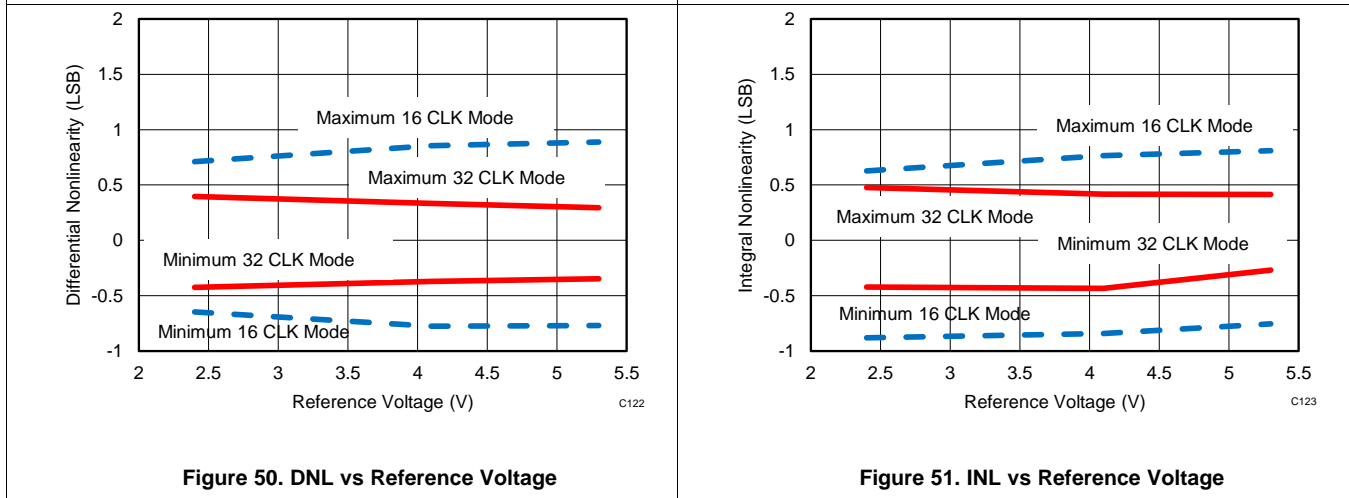 Differential Nonlinearity (LSB)
2
1.5
1
0.5
0
-0.5
-1
Maximum 16 CLK Mode
Maximum 32 CLK Mode
Minimum 32 CLK Mode
Minimum 16 CLK Mode
2 2.5 3 3.5 4 4.5 5 5.5
Reference Voltage (V)
C122
Figure 50. DNL vs Reference Voltage
Integral Nonlinearity (LSB)
2
1.5
1
0.5
0
-0.5
-1
Maximum 16 CLK Mode
Maximum 32 CLK Mode
Minimum 32 CLK Mode
Minimum 16 CLK Mode
2 2.5 3 3.5 4 4.5 5 5.5
Reference Voltage (V)
C123
Figure 51. INL vs Reference Voltage